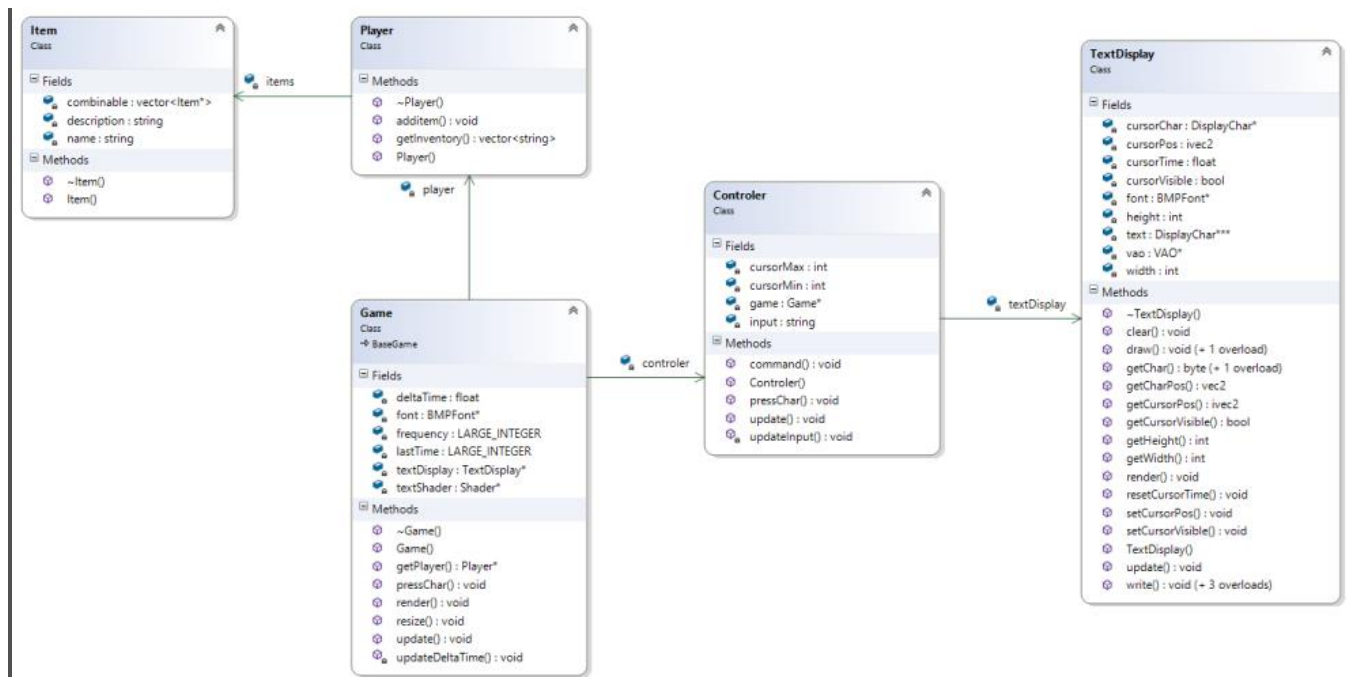 Item
Class
Fields
combinable : vector<Item*>
description : string
name : string
Methods
~Item()
Item()
items
Player
Class
Methods
~Player()
additem() : void
getInventory() : vector<string>
Player()
player
Game
Class
BaseGame
Fields
deltaTime : float
font : BMPFont*
frequency : LARGE_INTEGER
lastTime : LARGE_INTEGER
textDisplay : TextDisplay*
textShader : Shader*
Methods
~Game()
Game()
getPlayer() : Player*
pressChar() : void
render() : void
resize() : void
update() : void
updateDeltaTime() : void
controler
Controler
Class
Fields
cursorMax : int
cursorMin : int
game : Game*
input : string
Methods
command() : void
Controler()
pressChar() : void
update() : void
updateInput() : void
textDisplay
TextDisplay
Class
Fields
cursorChar : DisplayChar*
cursorPos : ivec2
cursorTime : float
cursorVisible : bool
font : BMPFont*
height : int
text : DisplayChar***
vao : VAO*
width : int
Methods
~TextDisplay()
clear() : void
draw() : void (+ 1 overload)
getChar() : byte (+ 1 overload)
getCharPos() : vec2
getCursorPos() : ivec2
getCursorVisible() : bool
getHeight() : int
getWidth() : int
render() : void
resetCursorTime() : void
setCursorPos() : void
setCursorVisible() : void
TextDisplay()
update() : void
write() : void (+ 3 overloads)